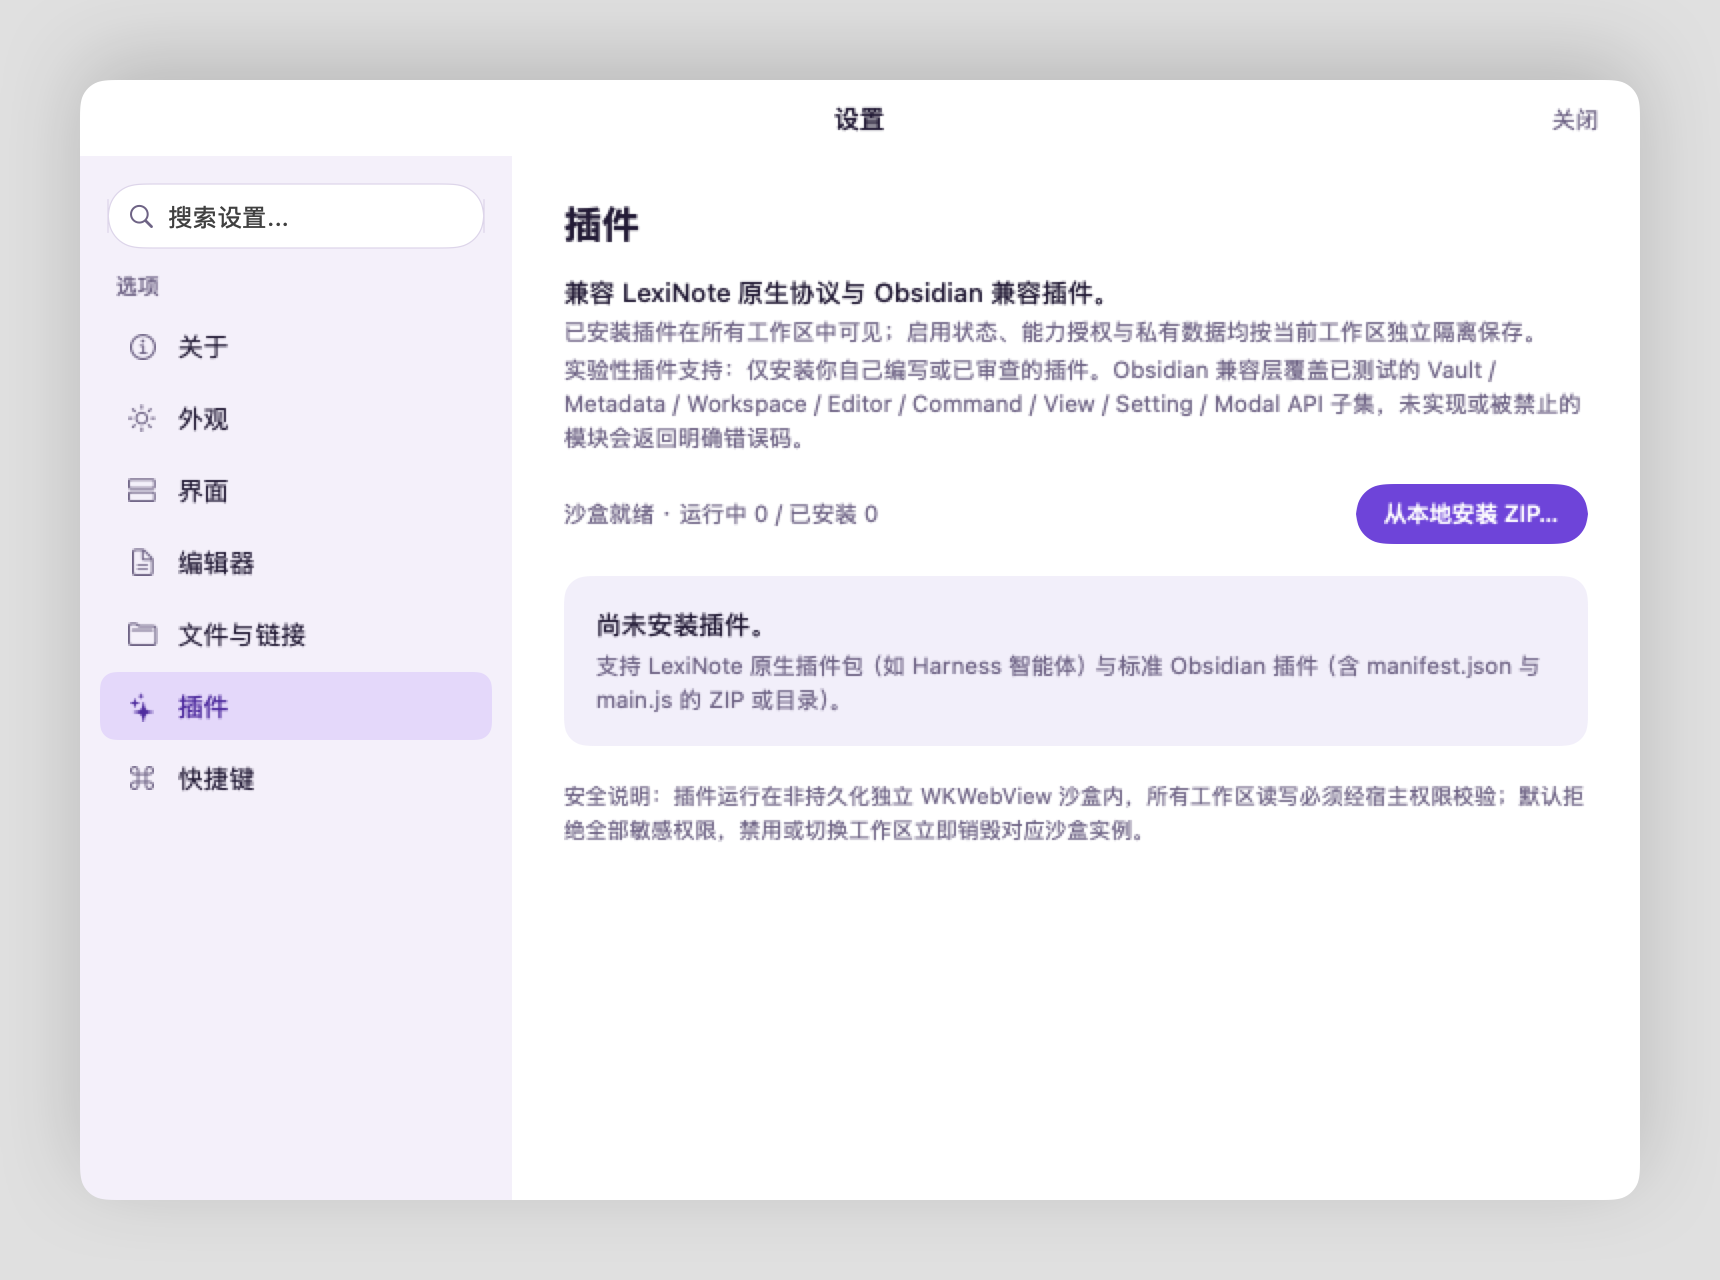 设置
关闭
搜索设置...
选项
关于
外观
界面
编辑器
文件与链接
插件
快捷键
插件
兼容 LexiNote 原生协议与 Obsidian 兼容插件。
已安装插件在所有工作区中可见；启用状态、能力授权与私有数据均按当前工作区独立隔离保存。
实验性插件支持：仅安装你自己编写或已审查的插件。Obsidian 兼容层覆盖已测试的 Vault /
Metadata / Workspace / Editor / Command / View / Setting / Modal API 子集，未实现或被禁止的
模块会返回明确错误码。
沙盒就绪 · 运行中 0 / 已安装 0
从本地安装 ZIP...
尚未安装插件。
支持 LexiNote 原生插件包（如 Harness 智能体）与标准 Obsidian 插件（含 manifest.json 与
main.js 的 ZIP 或目录）。
安全说明：插件运行在非持久化独立 WKWebView 沙盒内，所有工作区读写必须经宿主权限校验；默认拒
绝全部敏感权限，禁用或切换工作区立即销毁对应沙盒实例。